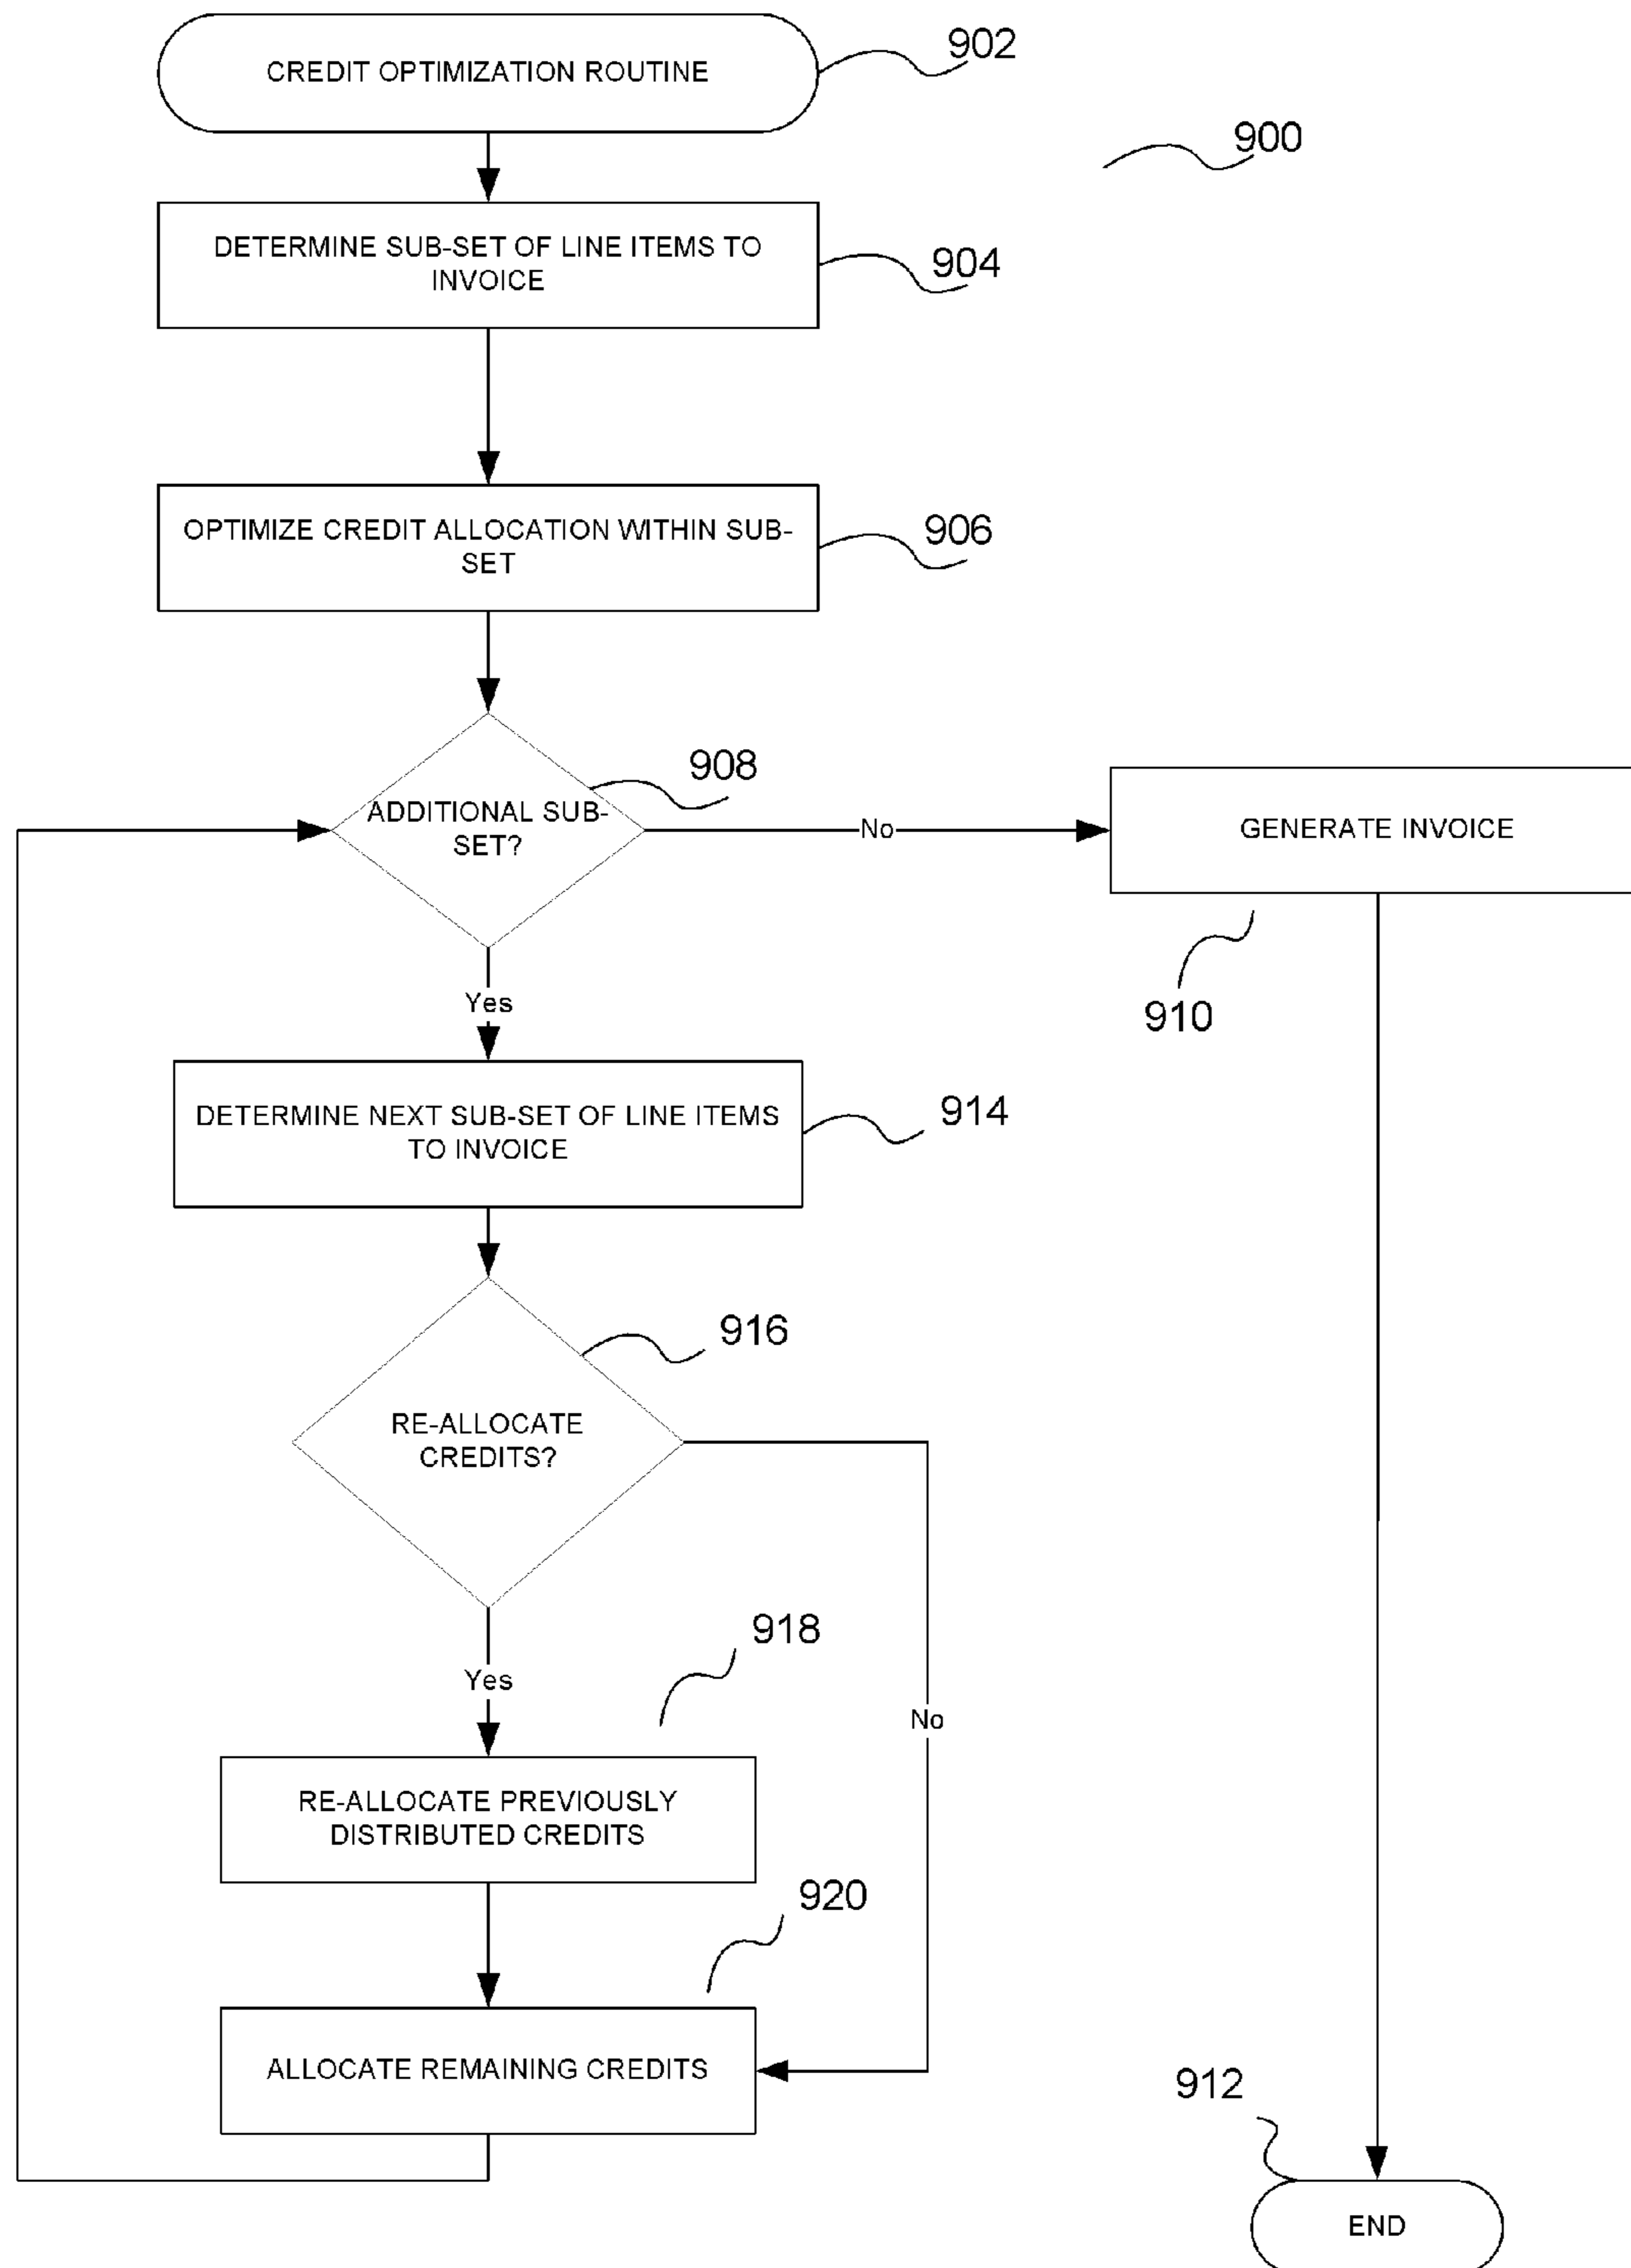 CREDIT OPTIMIZATION ROUTINE
902
900
DETERMINE SUB-SET OF LINE ITEMS TO
INVOICE
904
OPTIMIZE CREDIT ALLOCATION WITHIN SUB-
SET
906
908
ADDITIONAL SUB-
SET?
No
GENERATE INVOICE
910
Yes
DETERMINE NEXT SUB-SET OF LINE ITEMS
TO INVOICE
914
916
RE-ALLOCATE
CREDITS?
918
Yes
No
RE-ALLOCATE PREVIOUSLY
DISTRIBUTED CREDITS
920
ALLOCATE REMAINING CREDITS
912
END